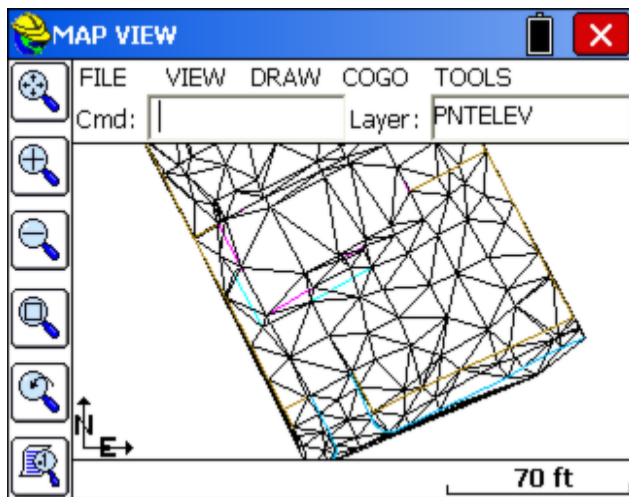 MAP VIEW
FILE VIEW DRAW COGO TOOLS
Cmd: Layer: PNTELEV
N
E
70 ft